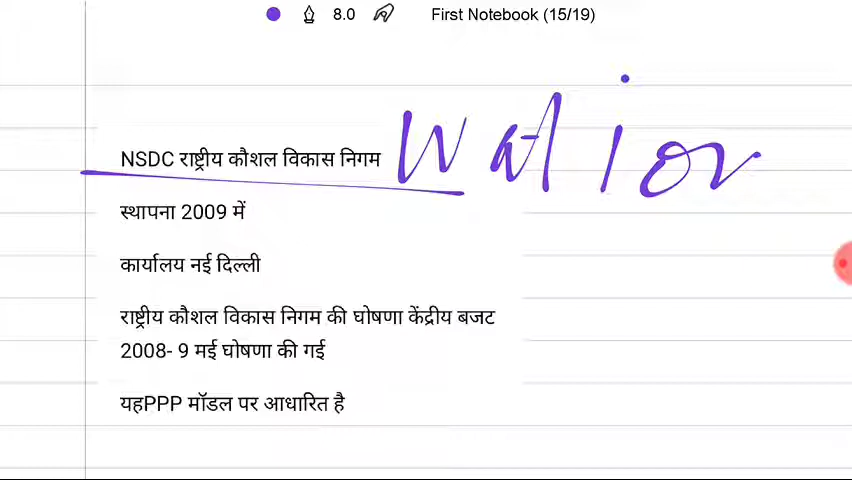 8.0 First Notebook (15/19)
NSDC राष्ट्रीय कौशल विकास निगम Nation
स्थापना 2009 में
कार्यालय नई दिल्ली
राष्ट्रीय कौशल विकास निगम की घोषणा केंद्रीय बजट
2008- 9 मई घोषणा की गई
यहPPP मॉडल पर आधारित है